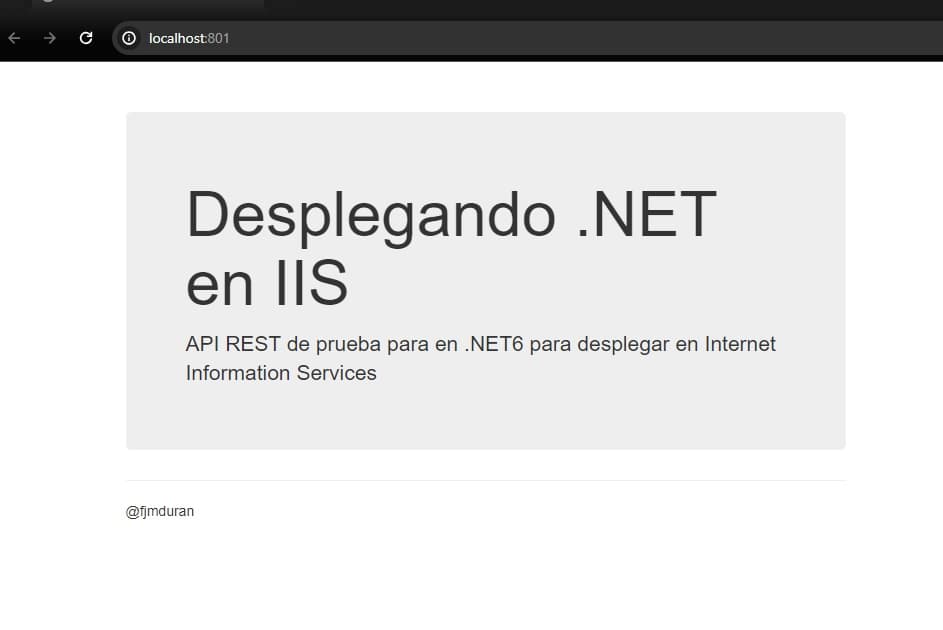 localhost:801
Desplegando .NET
en IIS
API REST de prueba para en .NET6 para desplegar en Internet
Information Services
@fjmduran